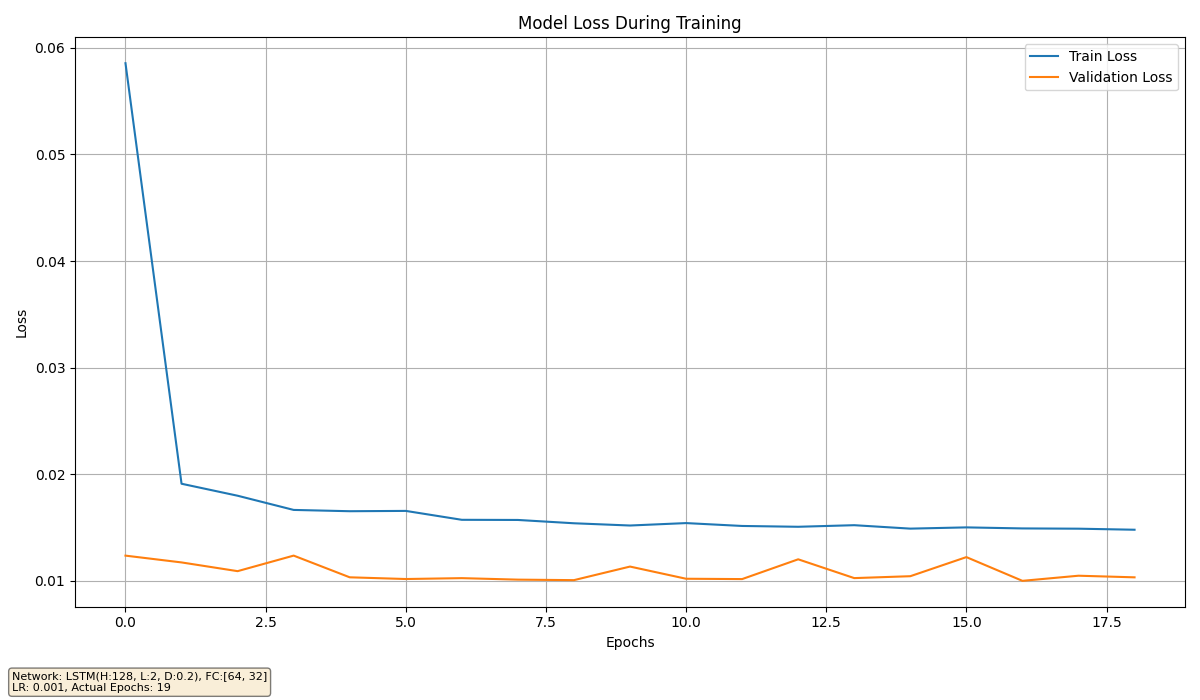 Model Loss During Training
Train Loss
Validation Loss
0.06
0.05
0.04
0.03
0.02
0.01
Loss
0.0 2.5 5.0 7.5 10.0 12.5 15.0 17.5
Epochs
Network: LSTM(H:128, L:2, D:0.2), FC:[64, 32]
LR: 0.001, Actual Epochs: 19